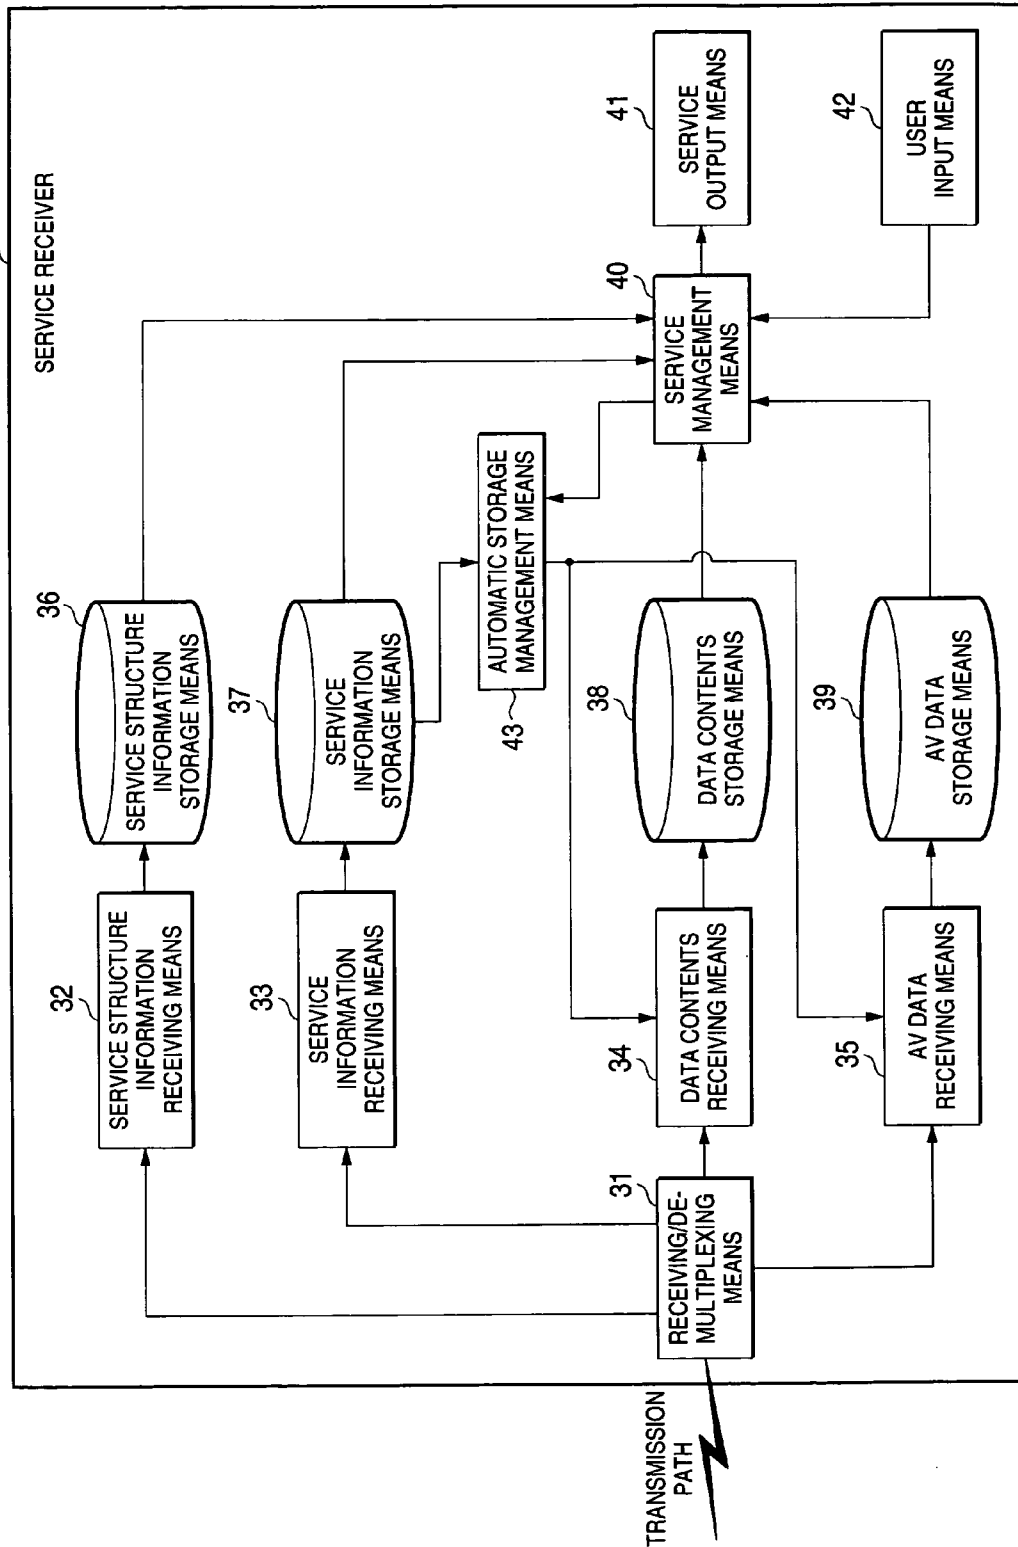 SERVICE RECEIVER
36
SERVICE STRUCTURE
INFORMATION
STORAGE MEANS
32
SERVICE STRUCTURE
INFORMATION
RECEIVING MEANS
37
SERVICE
INFORMATION
STORAGE MEANS
33
SERVICE
INFORMATION
RECEIVING MEANS
43
AUTOMATIC STORAGE
MANAGEMENT MEANS
TRANSMISSION
PATH
31
RECEIVING/DE-
MULTIPLEXING
MEANS
34
DATA CONTENTS
RECEIVING MEANS
38
DATA CONTENTS
STORAGE MEANS
40
SERVICE
MANAGEMENT
MEANS
41
SERVICE
OUTPUT MEANS
35
AV DATA
RECEIVING MEANS
39
AV DATA
STORAGE MEANS
42
USER
INPUT MEANS